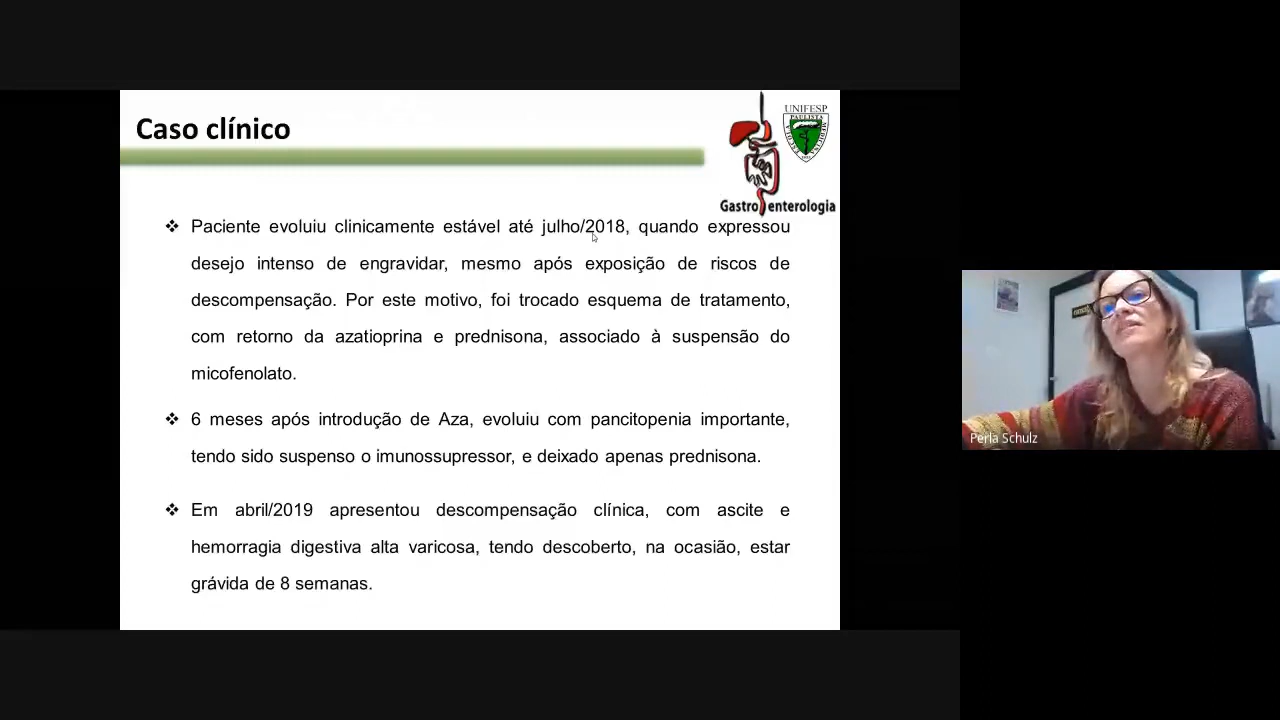 Caso clínico
UNIFESP
PAULISTA
Gastroenterologia
❖ Paciente evoluiu clinicamente estável até julho/2018, quando expressou
desejo intenso de engravidar, mesmo após exposição de riscos de
descompensação. Por este motivo, foi trocado esquema de tratamento,
com retorno da azatioprina e prednisona, associado à suspensão do
micofenolato.
❖ 6 meses após introdução de Aza, evoluiu com pancitopenia importante,
tendo sido suspenso o imunossupressor, e deixado apenas prednisona.
❖ Em abril/2019 apresentou descompensação clínica, com ascite e
hemorragia digestiva alta varicosa, tendo descoberto, na ocasião, estar
grávida de 8 semanas.
Perla Schulz